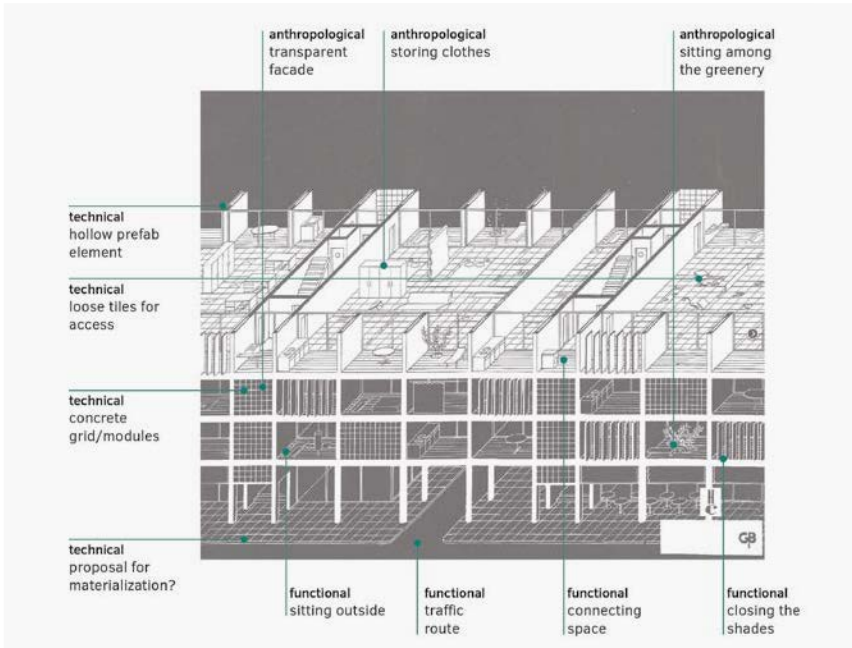 anthropological
transparent
facade
anthropological
storing clothes
anthropological
sitting among
the greenery
technical
hollow prefab
element
technical
loose tiles for
access
technical
concrete
grid/modules
technical
proposal for
materialization?
functional
sitting outside
functional
traffic
route
functional
connecting
space
functional
closing the
shades
GB